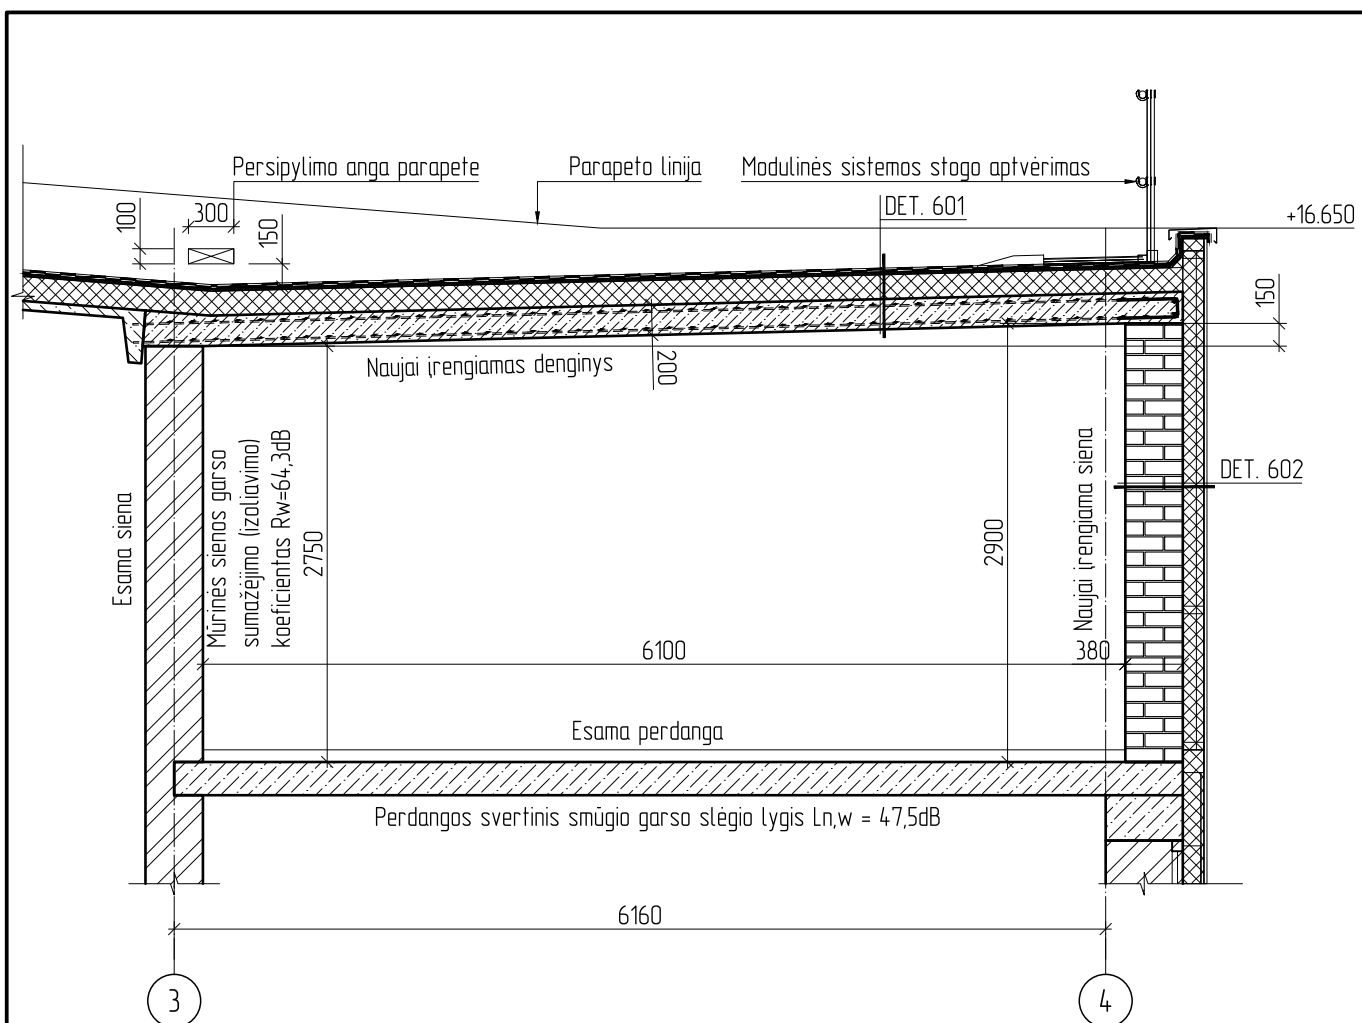 Persipylimo anga parapete
Parapeto linija
Modulinės sistemos stogo aptvėrimas
DET. 601
+16.650
100
300
150
150
Naujai įrengiamas denginys
200
Esama siena
Mūrinės sienos garso
sumažėjimo (izoliavimo)
koeficientas Rw=64,3dB
2750
2900
Naujai įrengiama siena
DET. 602
6100
380
Esama perdanga
Perdangos svertinis smūgio garso slėgio lygis Ln,w = 47,5dB
6160
3
4